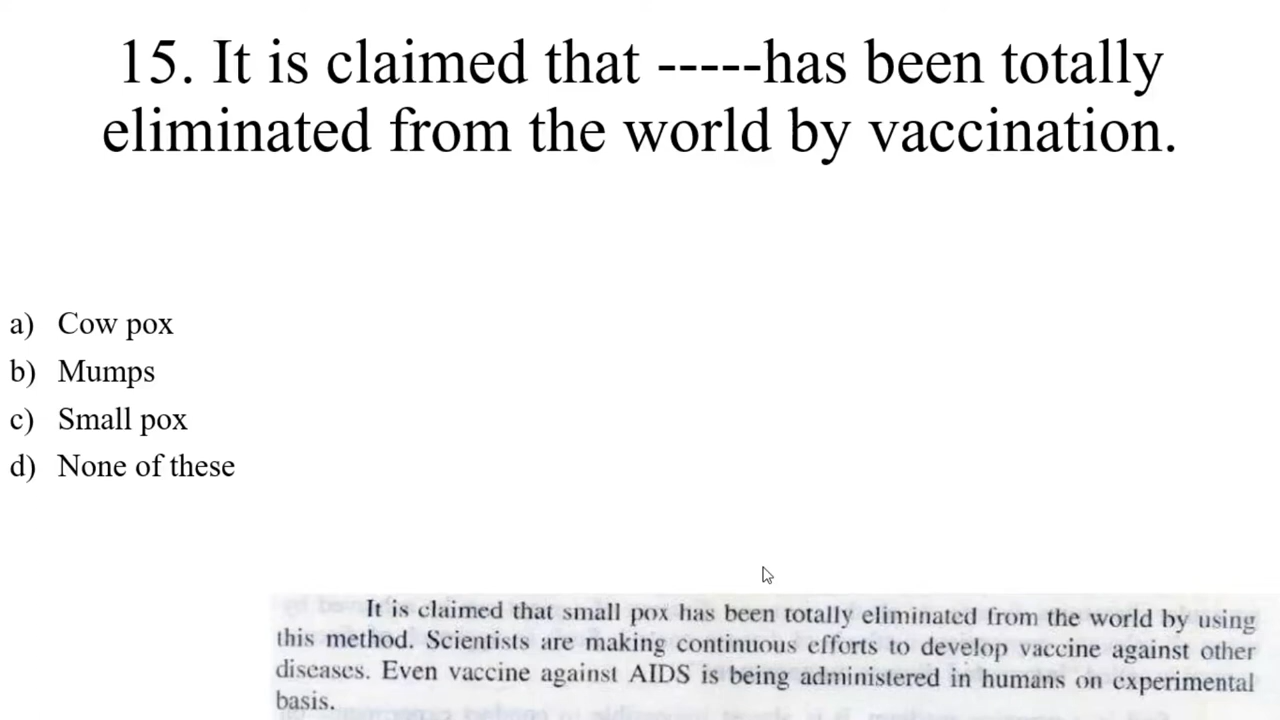 15. It is claimed that -----has been totally
eliminated from the world by vaccination.
a) Cow pox
b) Mumps
c) Small pox
d) None of these
It is claimed that small pox has been totally eliminated from the world by using
this method. Scientists are making continuous efforts to develop vaccine against other
diseases. Even vaccine against AIDS is being administered in humans on experimental
basis.